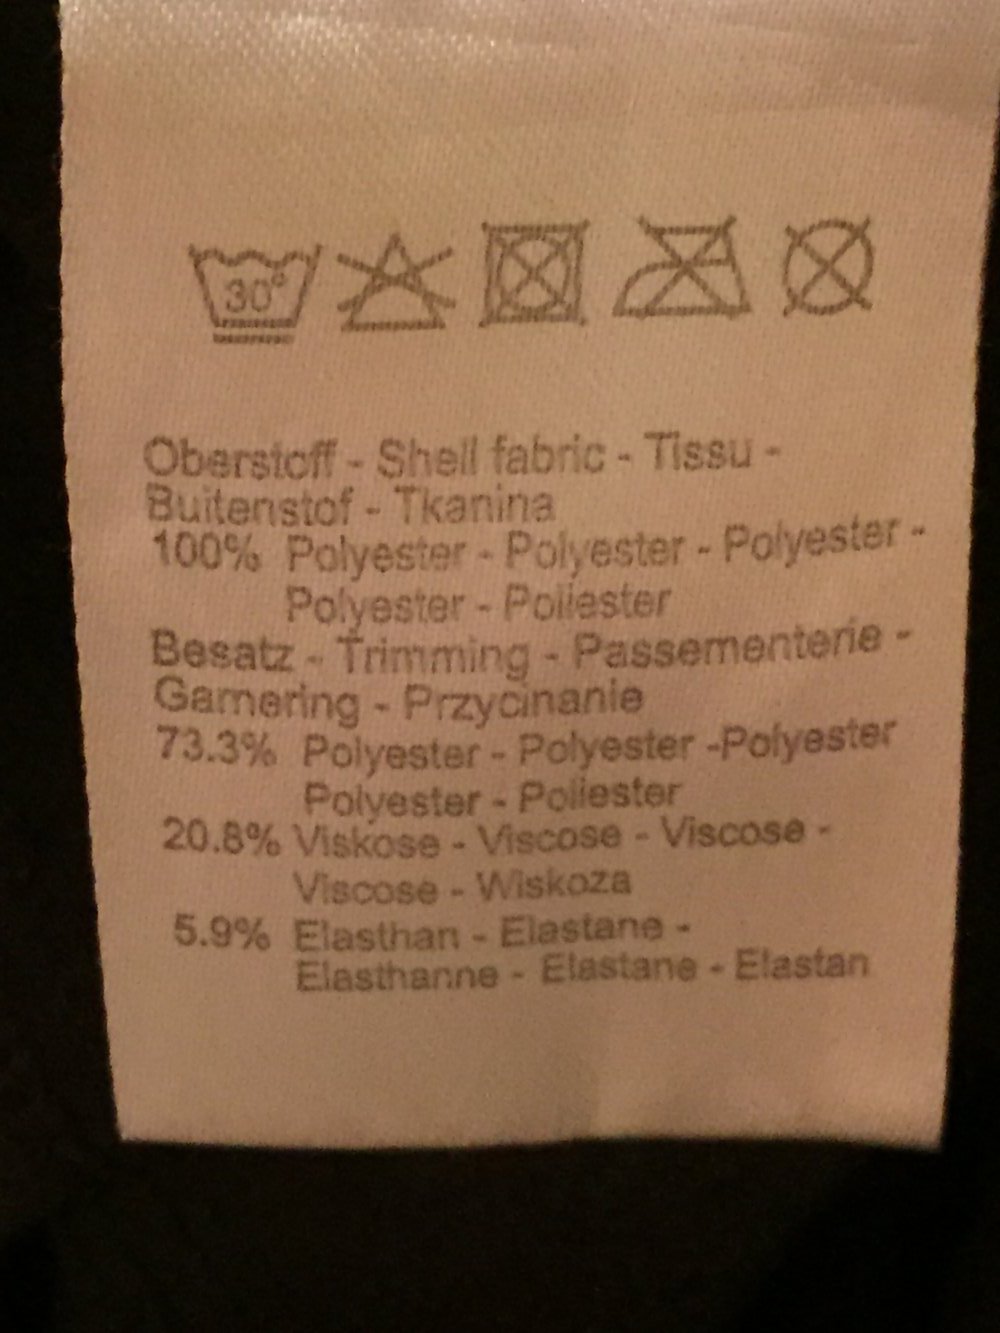 30°
Oberstoff - Shell fabric - Tissu -
Buitenstof - Tkanina
100% Polyester - Polyester - Polyester -
Polyester - Poliester
Besatz - Trimming - Passementerie -
Garnering - Przycinanie
73.3% Polyester - Polyester -Polyester
Polyester - Poliester
20.8% Viskose - Viscose - Viscose -
Viscose - Wiskoza
5.9% Elasthan - Elastane -
Elasthanne - Elastane - Elastan